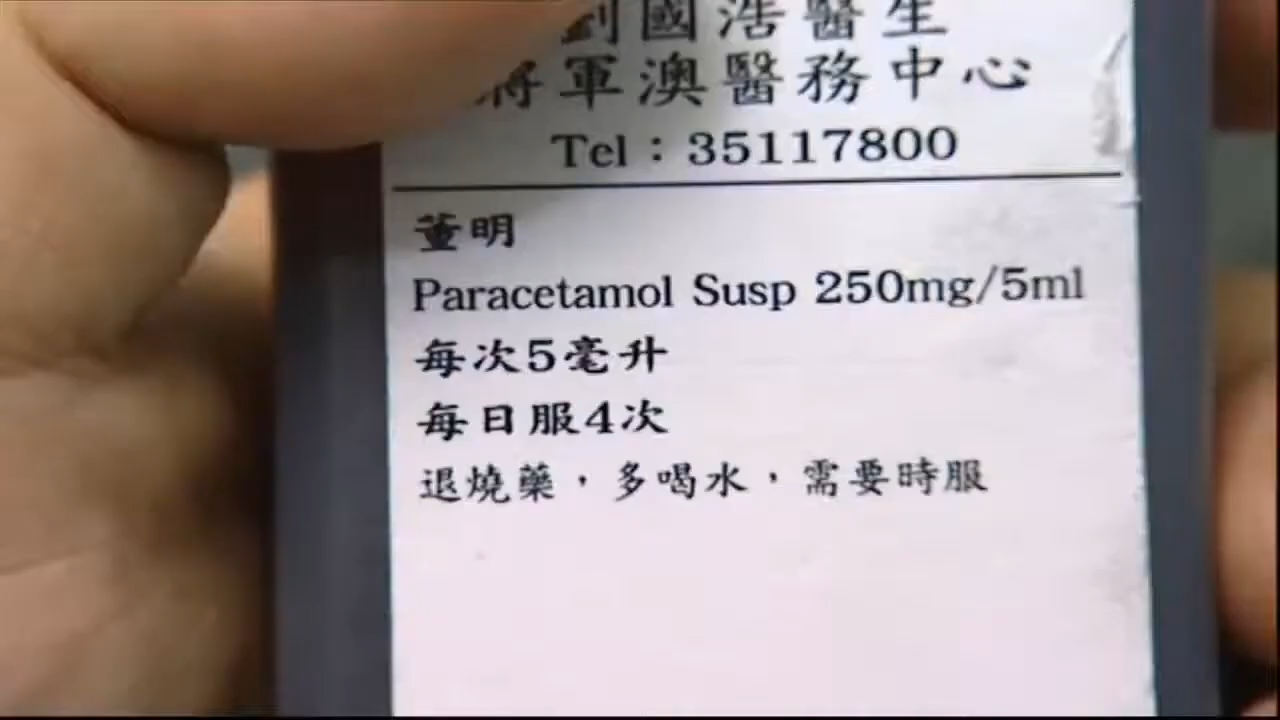 劉國浩醫生
將軍澳醫務中心
Tel：35117800
董明
Paracetamol Susp 250mg/5ml
每次5毫升
每日服4次
退燒藥，多喝水，需要時服